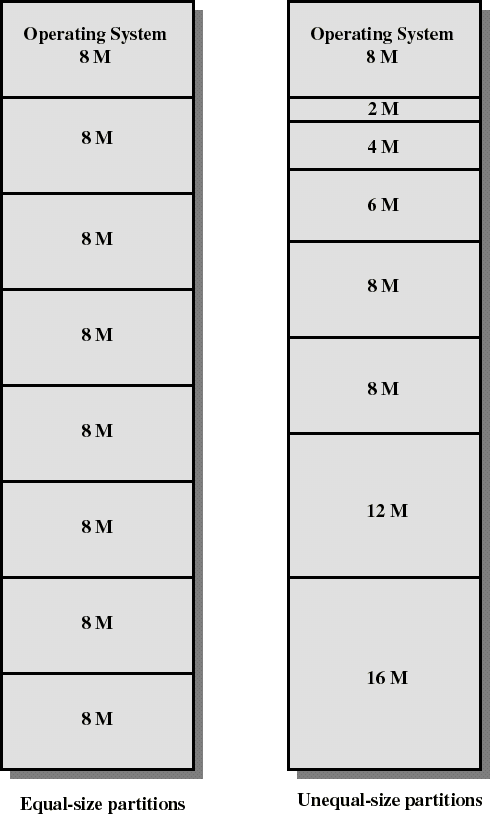 Operating System
8 M
8 M
8 M
8 M
8 M
8 M
8 M
8 M
Equal-size partitions
Operating System
8 M
2 M
4 M
6 M
8 M
8 M
12 M
16 M
Unequal-size partitions